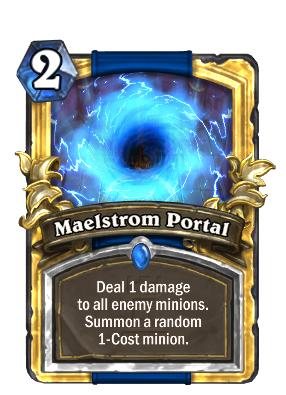 2
Maelstrom Portal
Deal 1 damage
to all enemy minions.
Summon a random
1-Cost minion.